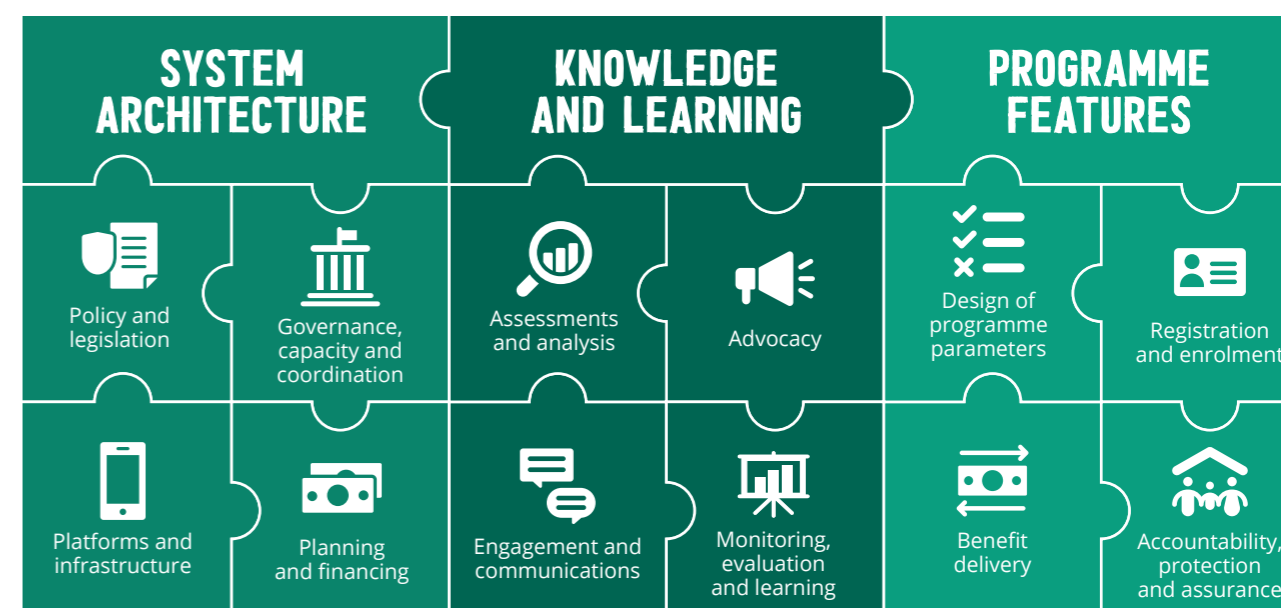 SYSTEM
ARCHITECTURE
KNOWLEDGE
AND LEARNING
PROGRAMME
FEATURES
Policy and
legislation
Governance,
capacity and
coordination
Assessments
and analysis
Advocacy
Design of
programme
parameters
Registration
and enrolment
Platforms and
infrastructure
Planning
and financing
Engagement and
communications
Monitoring,
evaluation
and learning
Benefit
delivery
Accountability,
protection
and assurance